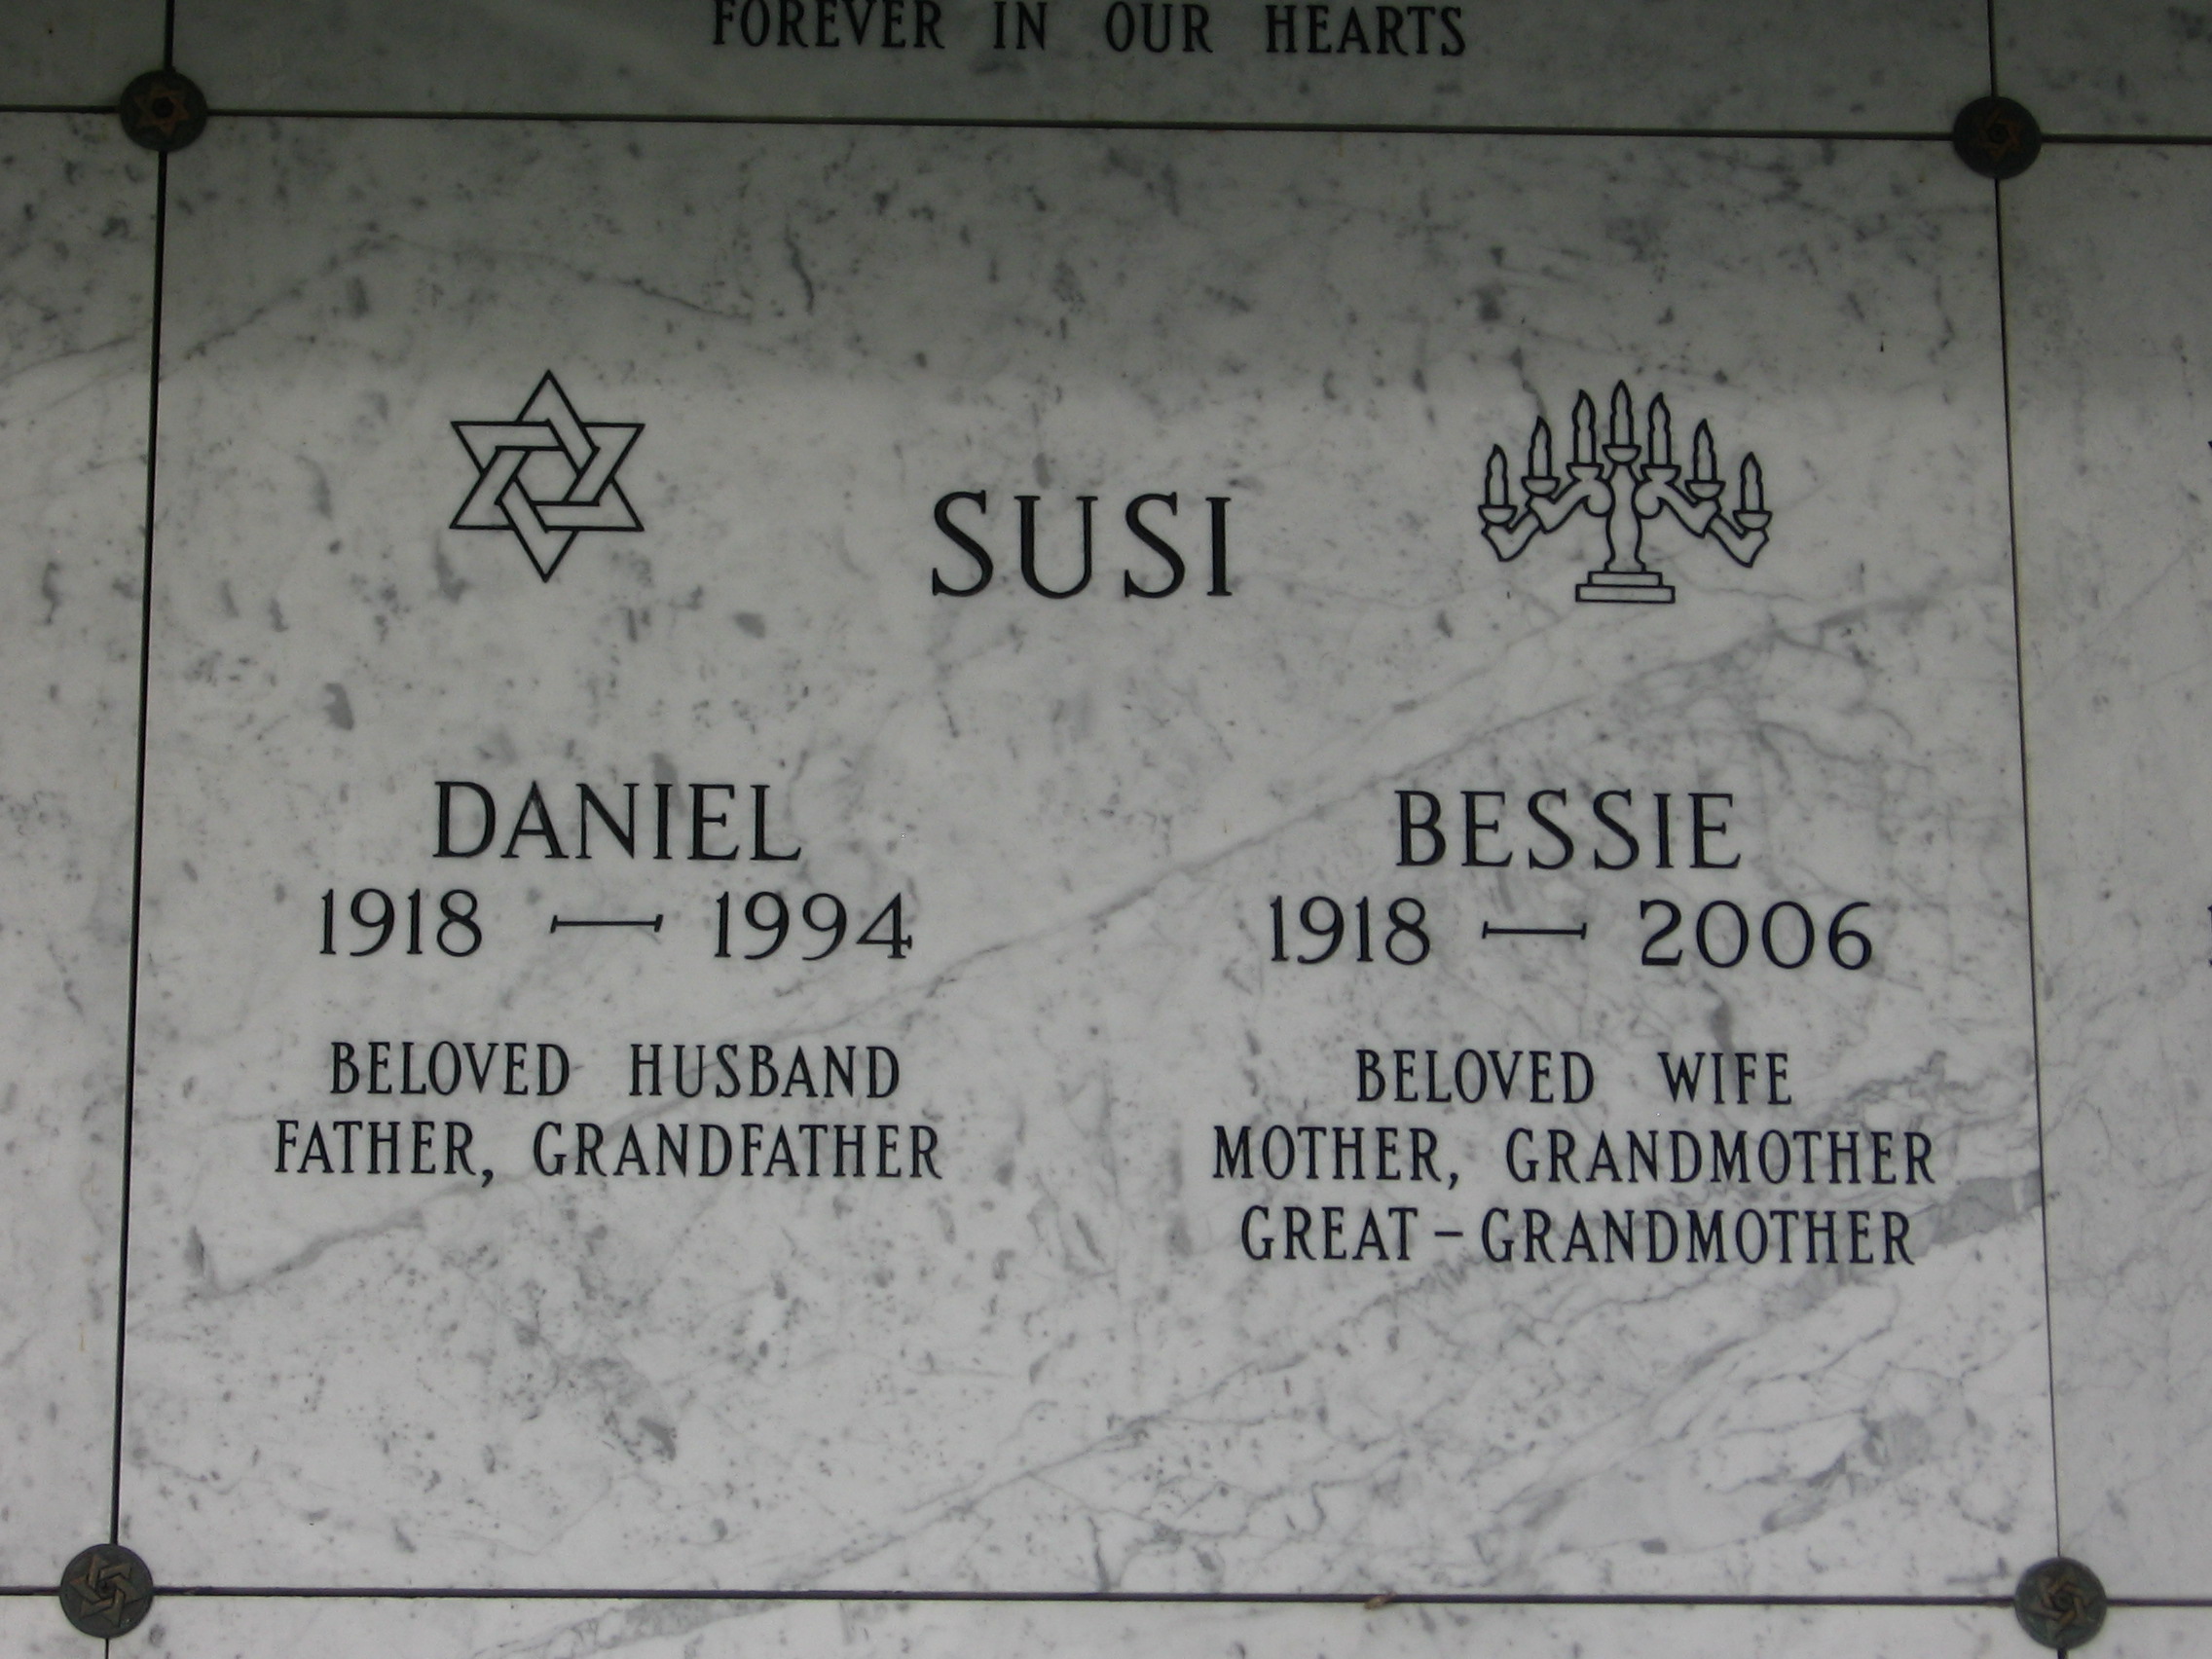 FOREVER IN OUR HEARTS
SUSI
DANIEL
1918 — 1994
BELOVED HUSBAND
FATHER, GRANDFATHER
BESSIE
1918 — 2006
BELOVED WIFE
MOTHER, GRANDMOTHER
GREAT-GRANDMOTHER